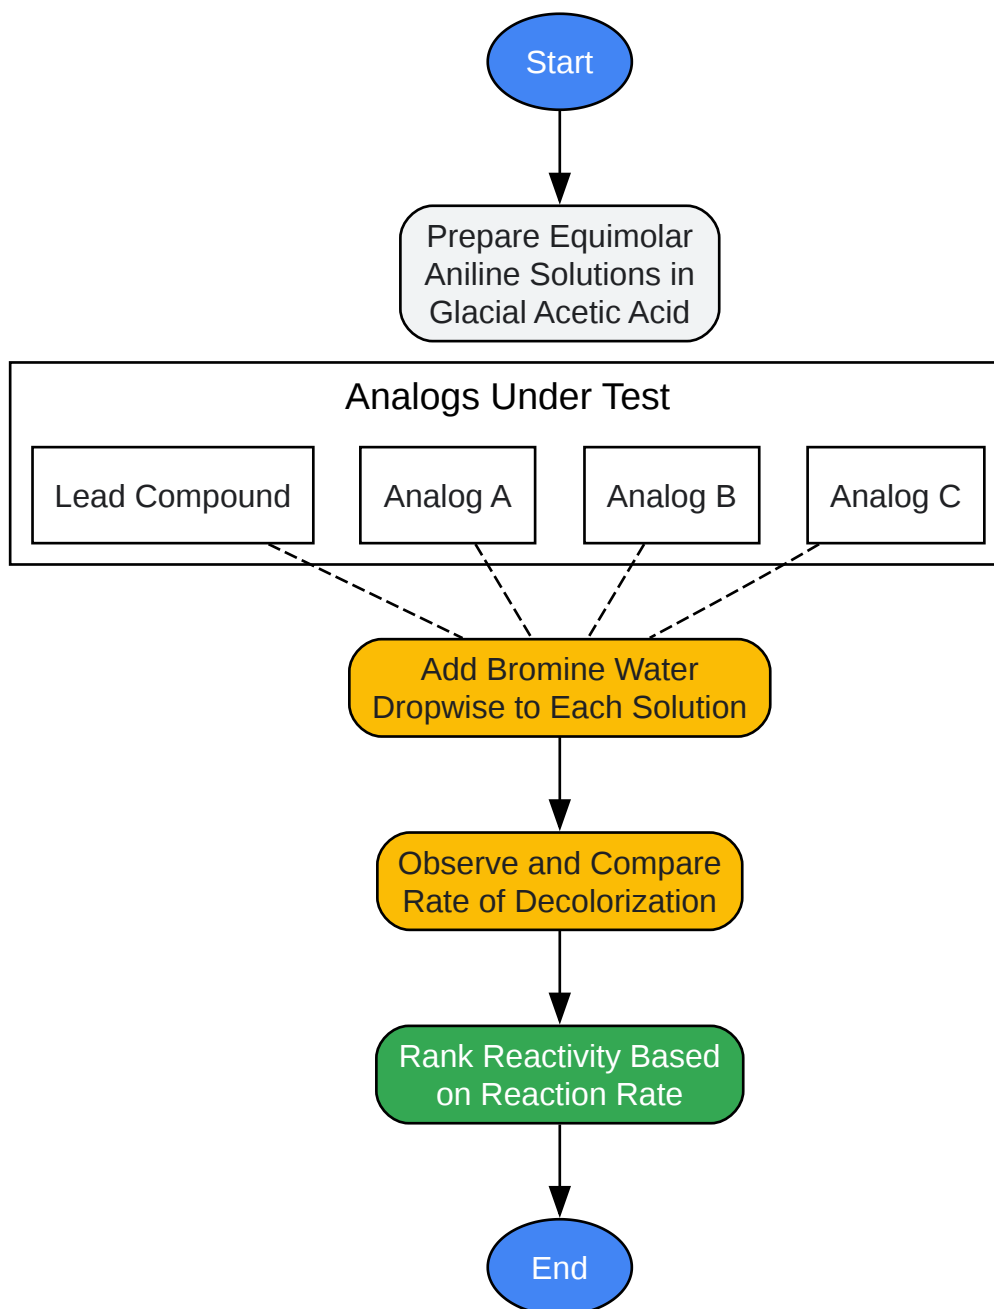 Start
Prepare Equimolar
Aniline Solutions in
Glacial Acetic Acid
Analogs Under Test
Lead Compound
Analog A
Analog B
Analog C
Add Bromine Water
Dropwise to Each Solution
Observe and Compare
Rate of Decolorization
Rank Reactivity Based
on Reaction Rate
End